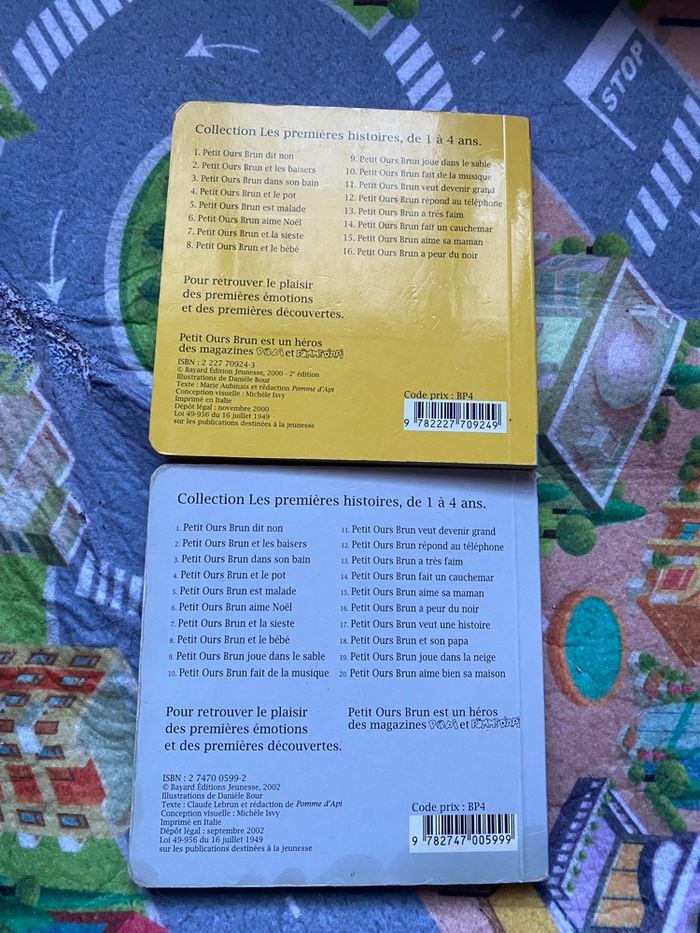 STOP
Collection Les premières histoires, de 1 à 4 ans.
1. Petit Ours Brun dit non
2. Petit Ours Brun et les baisers
3. Petit Ours Brun dans son bain
4. Petit Ours Brun et le pot
5. Petit Ours Brun est malade
6. Petit Ours Brun aime Noël
7. Petit Ours Brun et la sieste
8. Petit Ours Brun et le bébé
9. Petit Ours Brun joue dans le sable
10. Petit Ours Brun fait de la musique
11. Petit Ours Brun veut devenir grand
12. Petit Ours Brun répond au téléphone
13. Petit Ours Brun a très faim
14. Petit Ours Brun fait un cauchemar
15. Petit Ours Brun aime sa maman
16. Petit Ours Brun a peur du noir
Pour retrouver le plaisir
des premières émotions
et des premières découvertes.
Petit Ours Brun est un héros
des magazines POPI et POMME D'API
ISBN : 2 227 70924-3
© Bayard Édition Jeunesse, 2000 - 2e édition
Illustrations de Danièle Bour
Texte : Marie Aubinais et rédaction Pomme d'Api
Conception visuelle : Michèle Isvy
Imprimé en Italie
Dépôt légal : novembre 2000
Loi 49-956 du 16 juillet 1949
sur les publications destinées à la jeunesse
Code prix : BP4
9 782227 709249
Collection Les premières histoires, de 1 à 4 ans.
1. Petit Ours Brun dit non
2. Petit Ours Brun et les baisers
3. Petit Ours Brun dans son bain
4. Petit Ours Brun et le pot
5. Petit Ours Brun est malade
6. Petit Ours Brun aime Noël
7. Petit Ours Brun et la sieste
8. Petit Ours Brun et le bébé
9. Petit Ours Brun joue dans le sable
10. Petit Ours Brun fait de la musique
11. Petit Ours Brun veut devenir grand
12. Petit Ours Brun répond au téléphone
13. Petit Ours Brun a très faim
14. Petit Ours Brun fait un cauchemar
15. Petit Ours Brun aime sa maman
16. Petit Ours Brun a peur du noir
17. Petit Ours Brun veut une histoire
18. Petit Ours Brun et son papa
19. Petit Ours Brun joue dans la neige
20. Petit Ours Brun aime bien sa maison
Pour retrouver le plaisir
des premières émotions
et des premières découvertes.
Petit Ours Brun est un héros
des magazines POPI et POMME D'API
ISBN : 2 7470 0599-2
© Bayard Éditions Jeunesse, 2002
Illustrations de Danièle Bour
Texte : Claude Lebrun et rédaction de Pomme d'Api
Conception visuelle : Michèle Isvy
Imprimé en Italie
Dépôt légal : septembre 2002
Loi 49-956 du 16 juillet 1949
sur les publications destinées à la jeunesse
Code prix : BP4
9 782747 005999